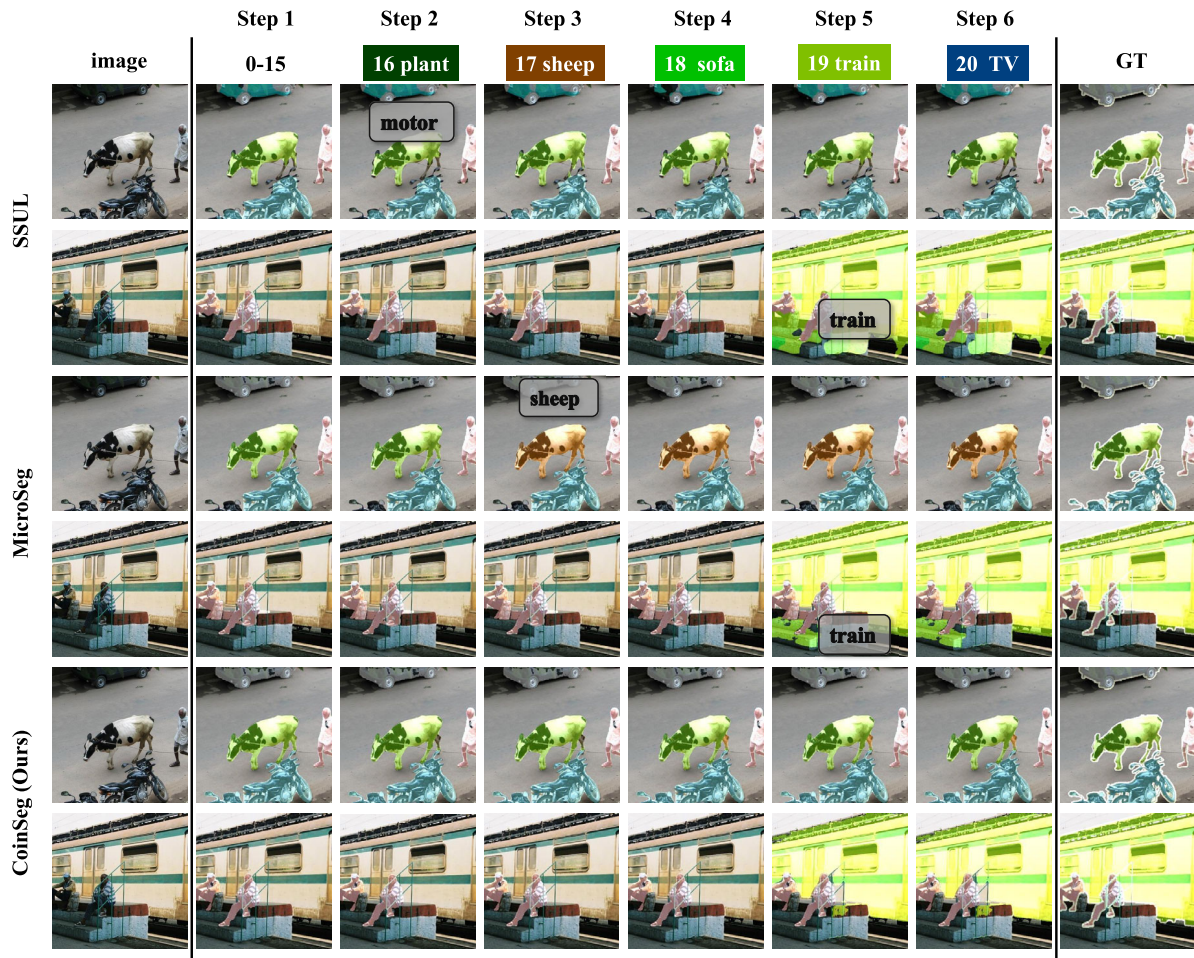 Step 1 Step 2 Step 3 Step 4 Step 5 Step 6
image 0-15 16 plant 17 sheep 18 sofa 19 train 20 TV GT
SSUL
motor
train
MicroSeg
sheep
train
CoinSeg (Ours)